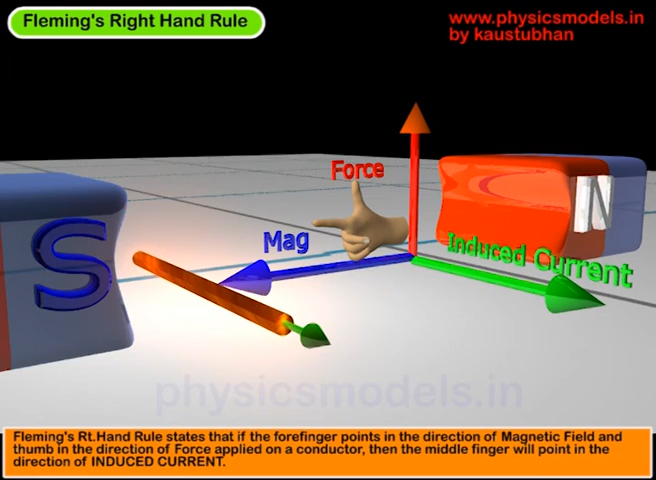 Fleming's Right Hand Rule
www.physicsmodels.in
by kaustubhan
Force
N
Mag
Induced Current
S
physicsmodels.in
Fleming's Rt.Hand Rule states that if the forefinger points in the direction of Magnetic Field and
thumb in the direction of Force applied on a conductor, then the middle finger will point in the
direction of INDUCED CURRENT.